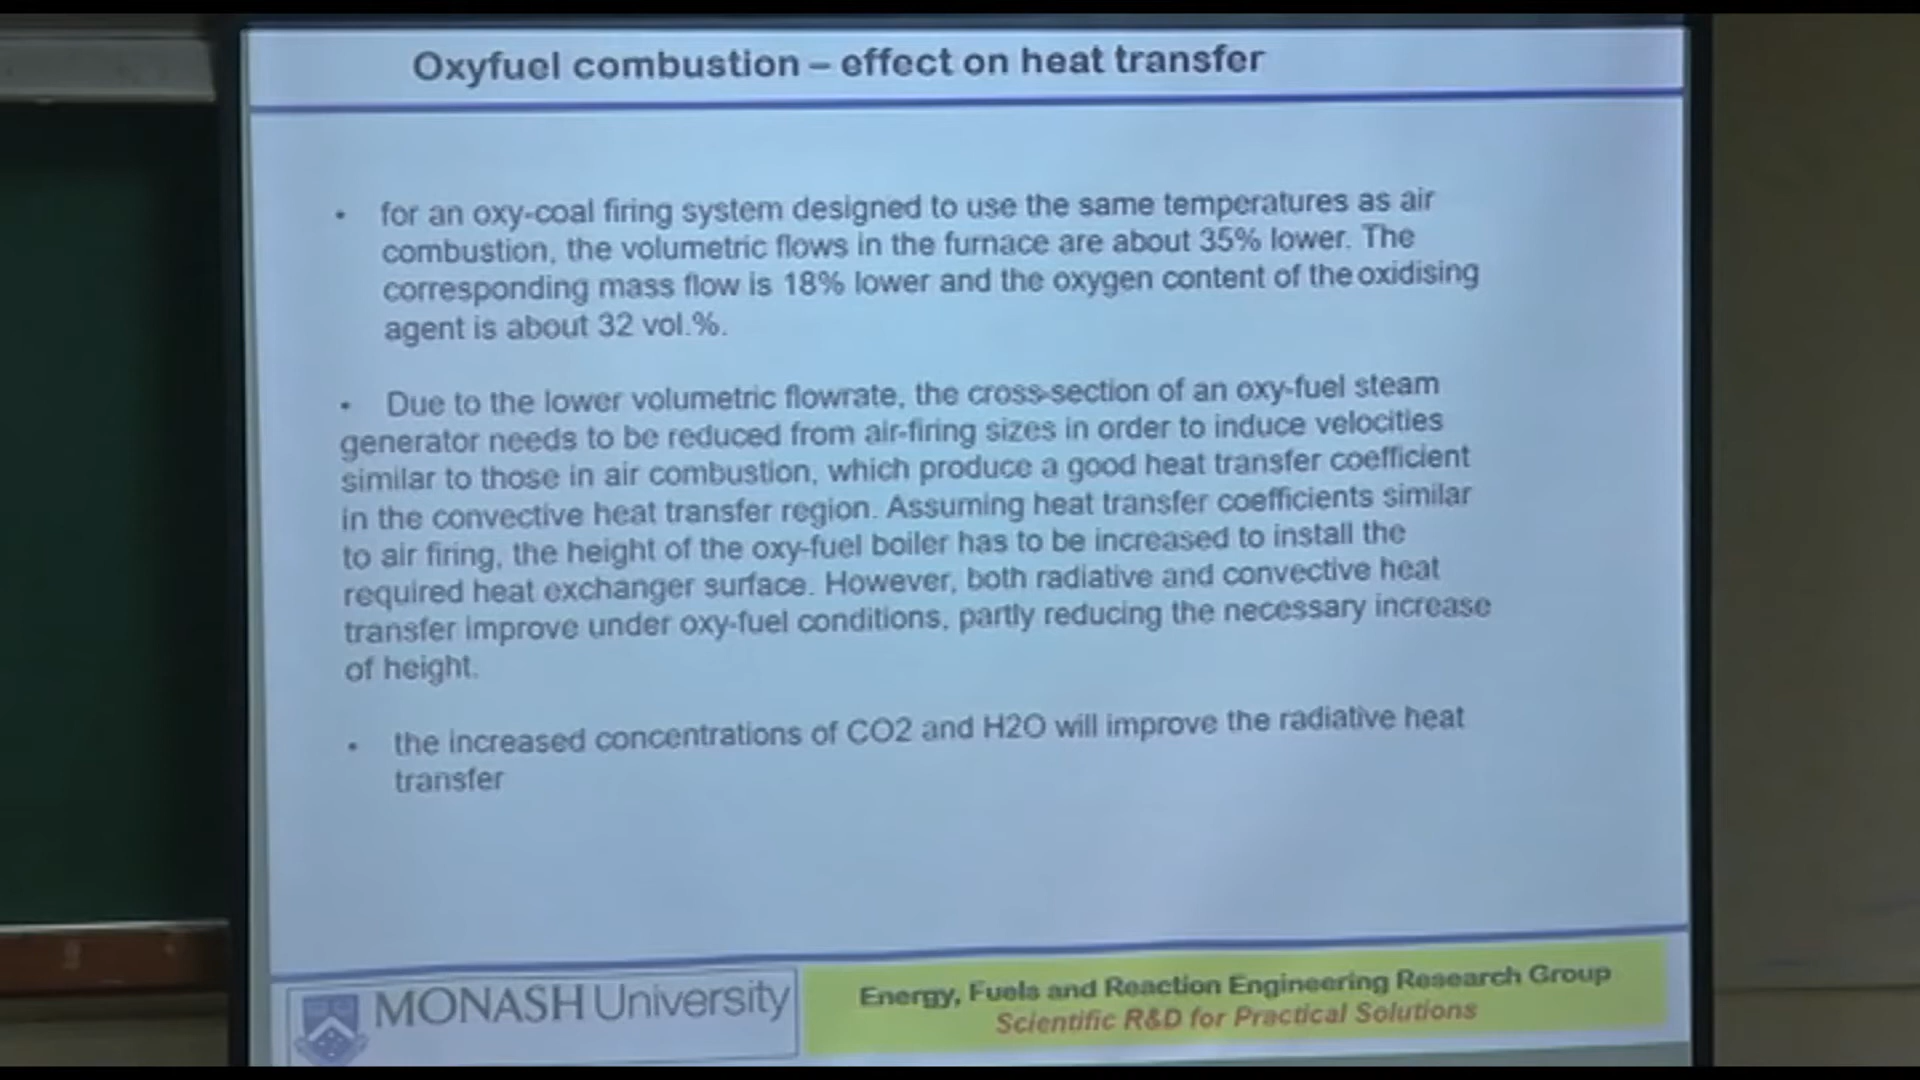 Oxyfuel combustion – effect on heat transfer
• for an oxy-coal firing system designed to use the same temperatures as air
combustion, the volumetric flows in the furnace are about 35% lower. The
corresponding mass flow is 18% lower and the oxygen content of the oxidising
agent is about 32 vol.%.
• Due to the lower volumetric flowrate, the cross-section of an oxy-fuel steam
generator needs to be reduced from air-firing sizes in order to induce velocities
similar to those in air combustion, which produce a good heat transfer coefficient
in the convective heat transfer region. Assuming heat transfer coefficients similar
to air firing, the height of the oxy-fuel boiler has to be increased to install the
required heat exchanger surface. However, both radiative and convective heat
transfer improve under oxy-fuel conditions, partly reducing the necessary increase
of height.
• the increased concentrations of CO2 and H2O will improve the radiative heat
transfer
MONASH University
Energy, Fuels and Reaction Engineering Research Group
Scientific R&D for Practical Solutions